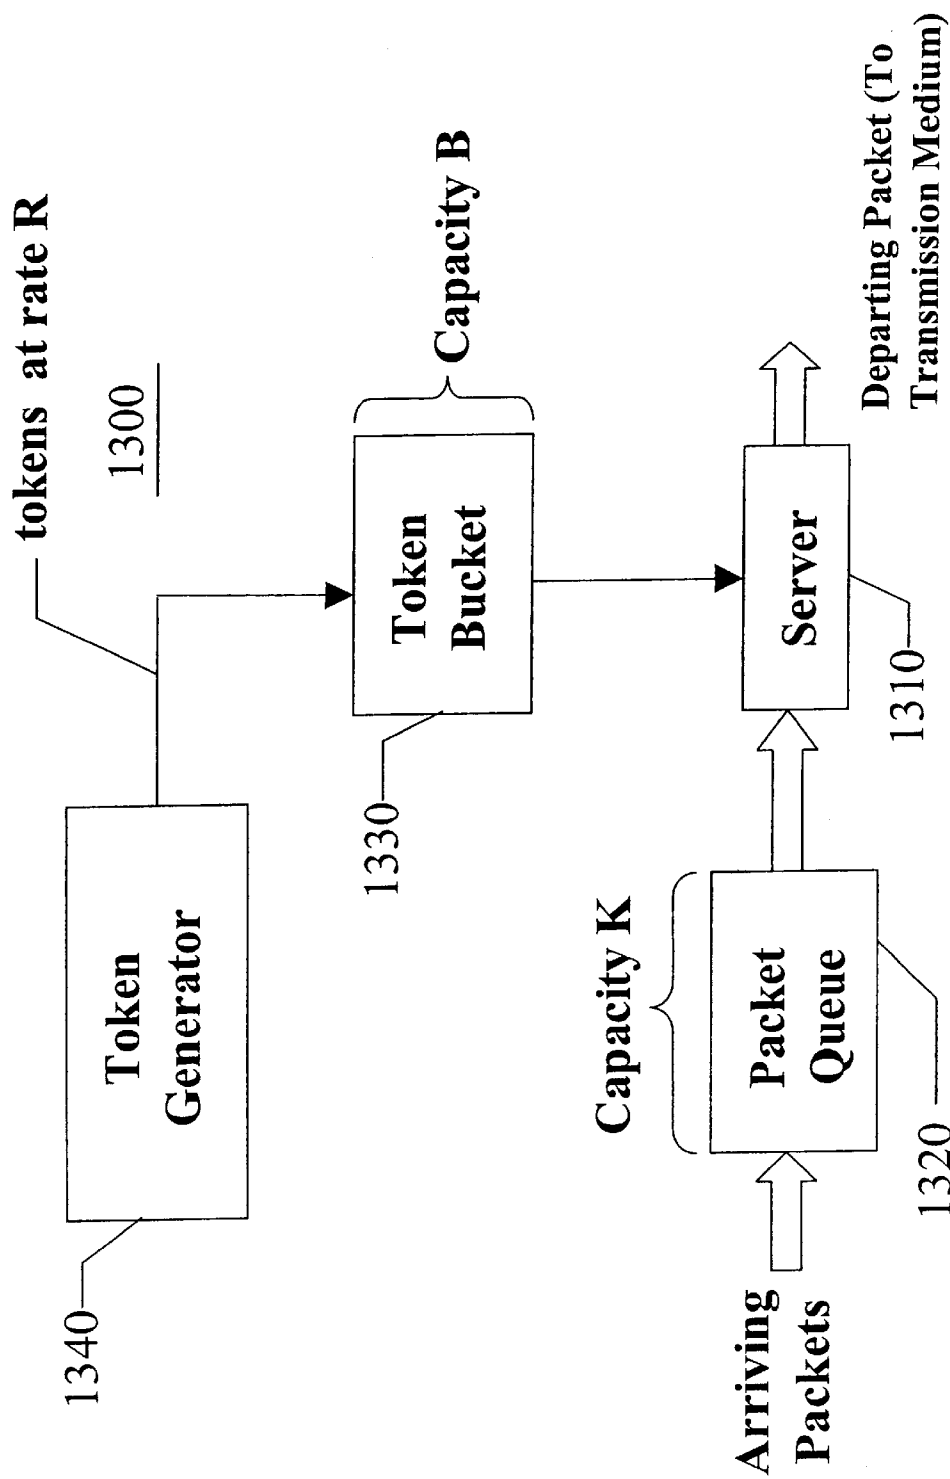 tokens at rate R
1300
Token
Generator
1340
Token
Bucket
Capacity B
1330
Capacity K
Packet
Queue
1320
Server
1310
Arriving
Packets
Departing Packet (To
Transmission Medium)